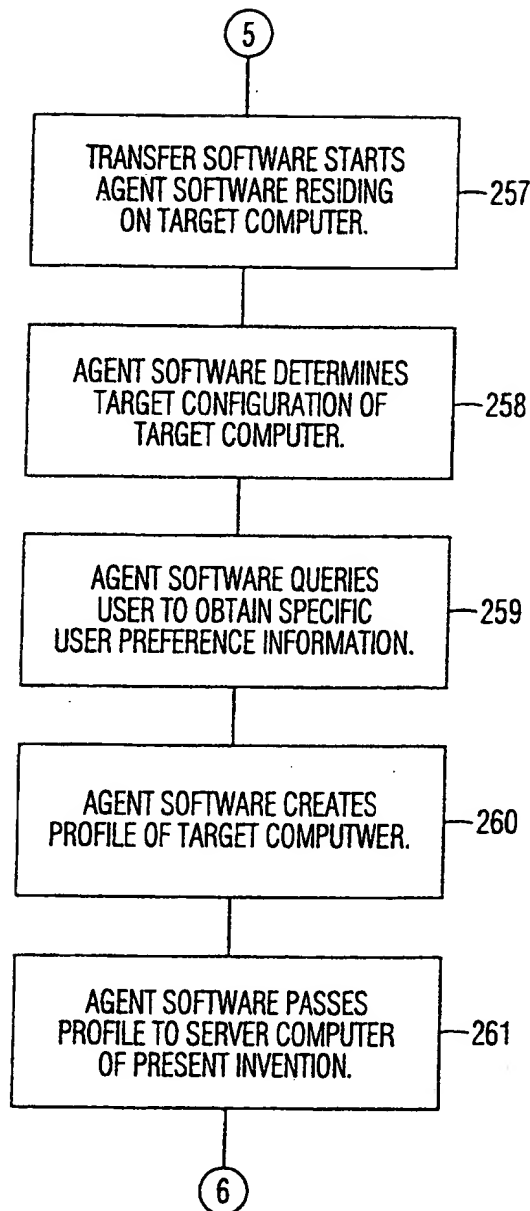 5
TRANSFER SOFTWARE STARTS
AGENT SOFTWARE RESIDING
ON TARGET COMPUTER.
257
AGENT SOFTWARE DETERMINES
TARGET CONFIGURATION OF
TARGET COMPUTER.
258
AGENT SOFTWARE QUERIES
USER TO OBTAIN SPECIFIC
USER PREFERENCE INFORMATION.
259
AGENT SOFTWARE CREATES
PROFILE OF TARGET COMPUTWER.
260
AGENT SOFTWARE PASSES
PROFILE TO SERVER COMPUTER
OF PRESENT INVENTION.
261
6